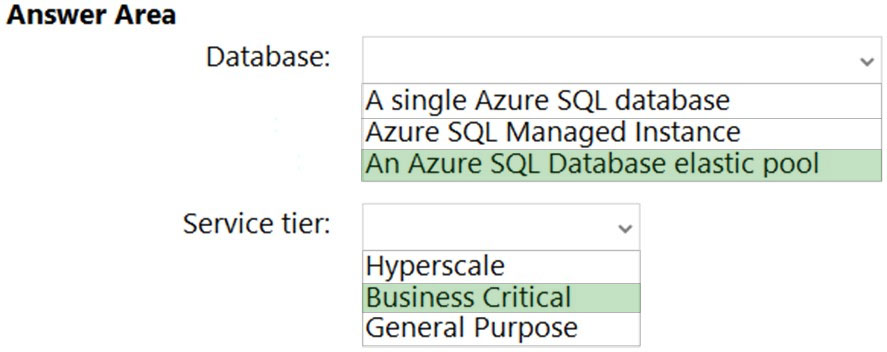 Answer Area
Database:
A single Azure SQL database
Azure SQL Managed Instance
An Azure SQL Database elastic pool
Service tier:
Hyperscale
Business Critical
General Purpose